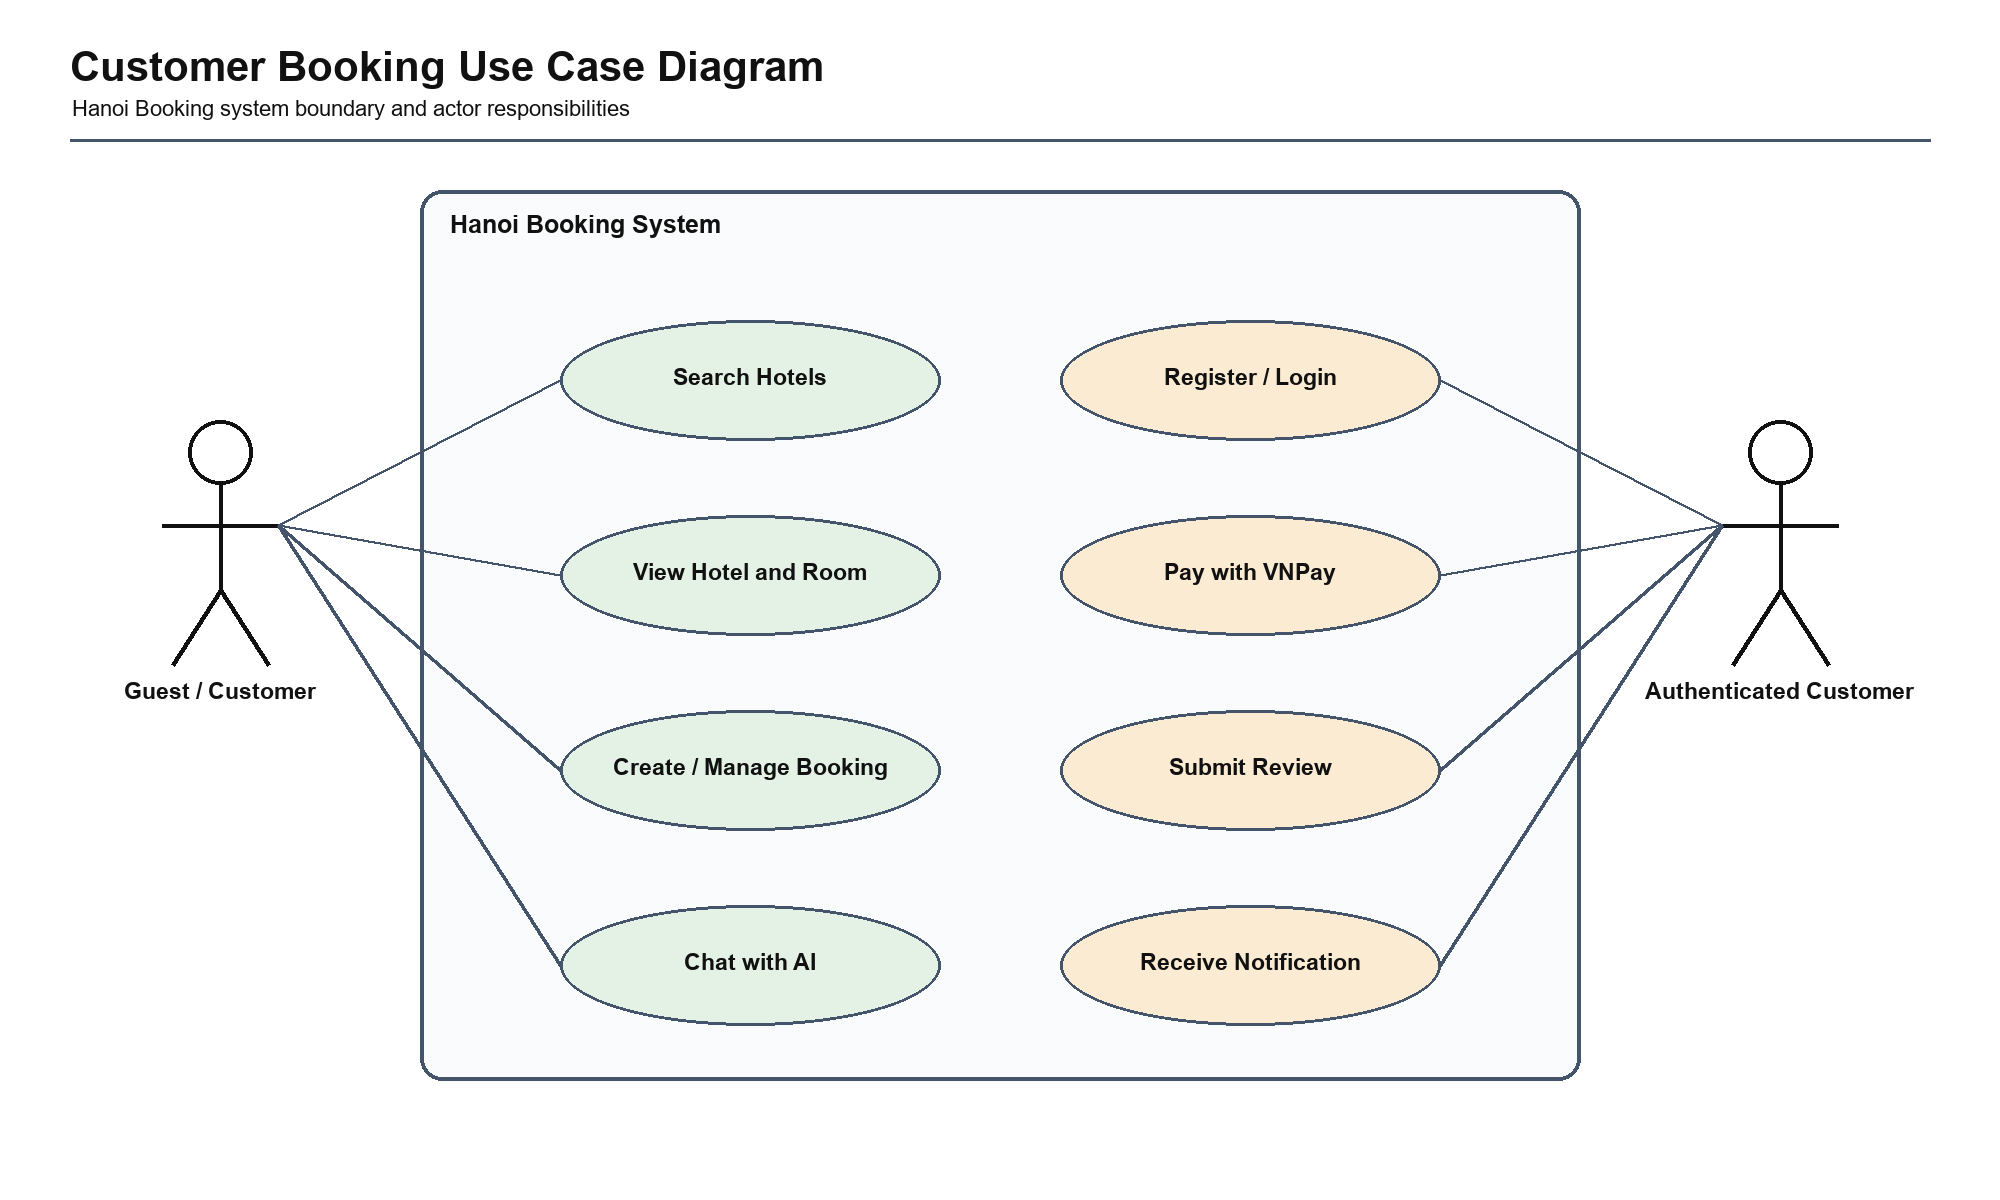 Customer Booking Use Case Diagram
Hanoi Booking system boundary and actor responsibilities
Hanoi Booking System
Search Hotels
Register / Login
View Hotel and Room
Pay with VNPay
Guest / Customer
Authenticated Customer
Create / Manage Booking
Submit Review
Chat with AI
Receive Notification